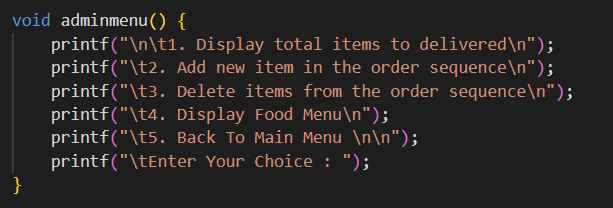 void adminmenu() {
    printf("\n\t1. Display total items to delivered\n");
    printf("\t2. Add new item in the order sequence\n");
    printf("\t3. Delete items from the order sequence\n");
    printf("\t4. Display Food Menu\n");
    printf("\t5. Back To Main Menu \n\n");
    printf("\tEnter Your Choice : ");
}